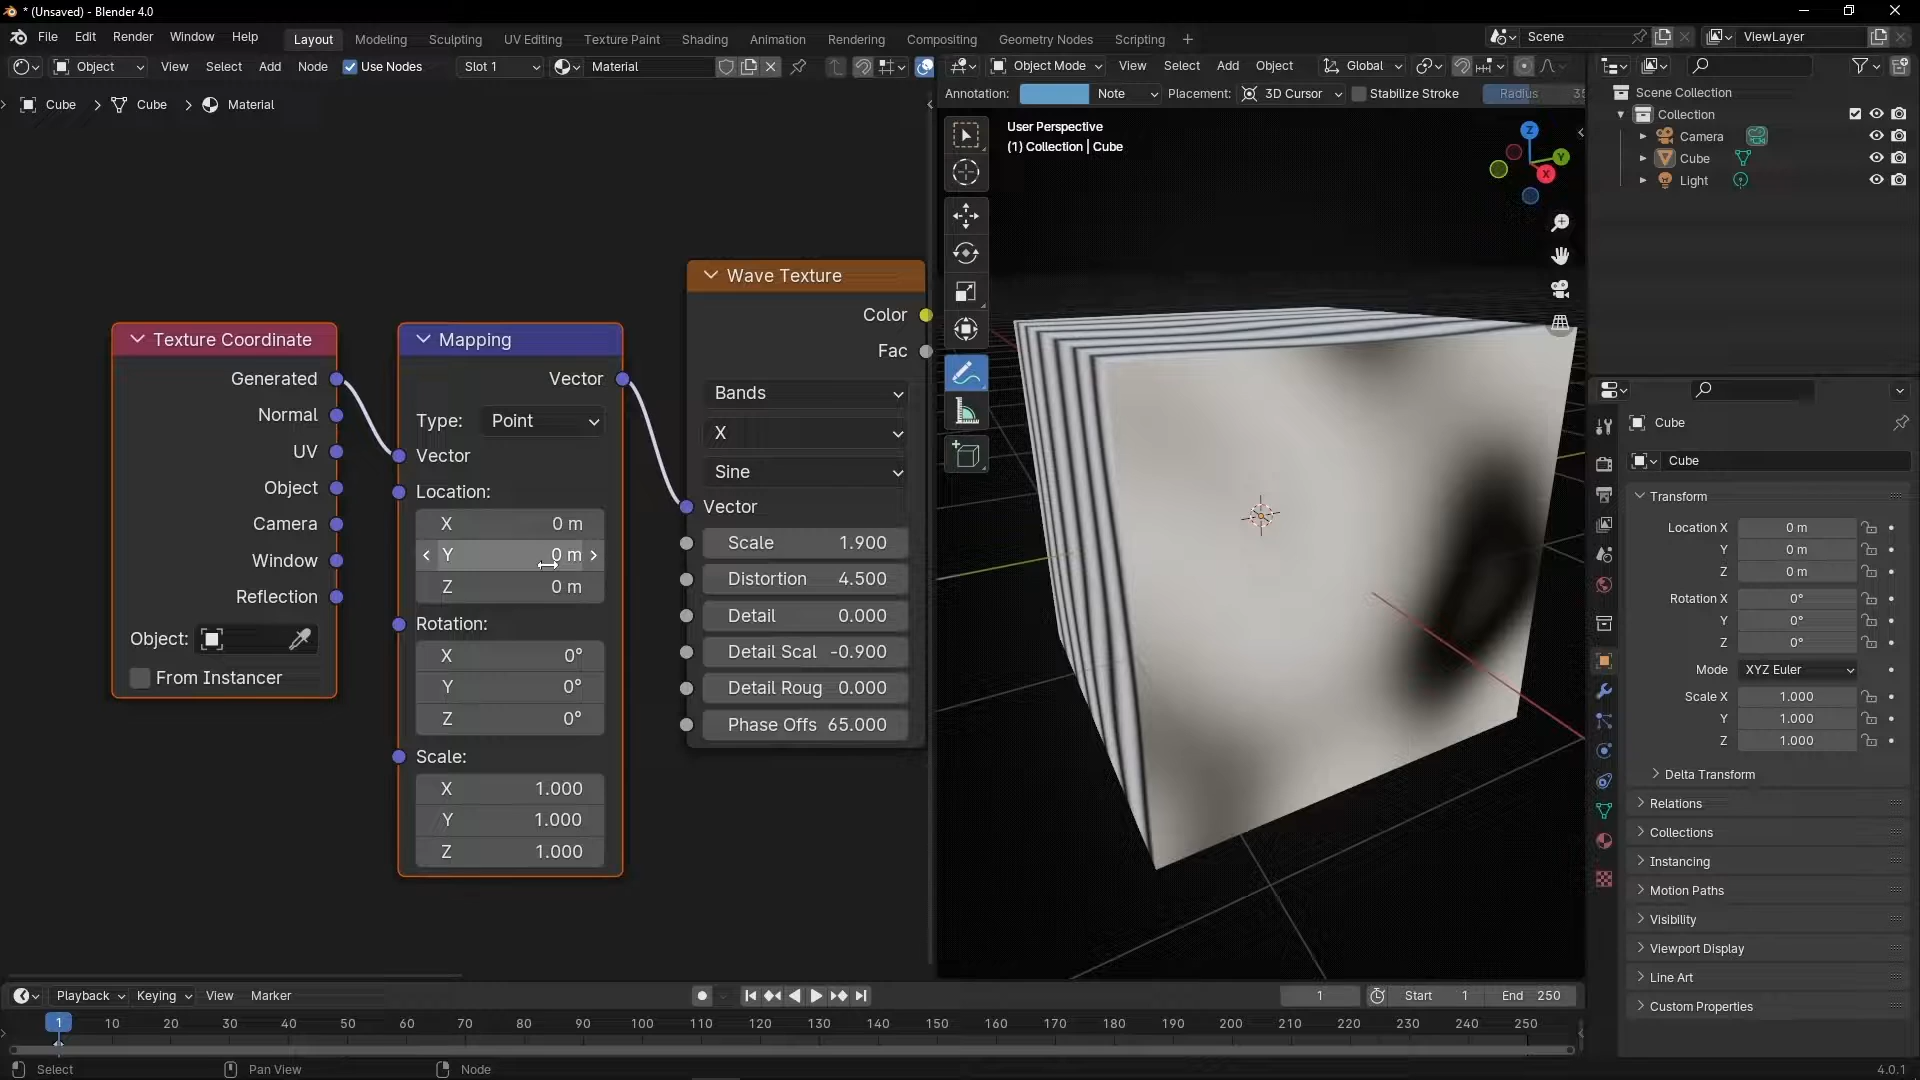 * (Unsaved) - Blender 4.0
File Edit Render Window Help
Layout Modeling Sculpting UV Editing Texture Paint Shading Animation Rendering Compositing Geometry Nodes Scripting +
Scene
ViewLayer
Object View Select Add Node Use Nodes Slot 1 Material
Object Mode View Select Add Object Global
Annotation: Note Placement: 3D Cursor Stabilize Stroke Radius
Cube > Cube > Material
User Perspective
(1) Collection | Cube
Z
Y
X
Scene Collection
Collection
Camera
Cube
Light
Texture Coordinate
Generated
Normal
UV
Object
Camera
Window
Reflection
Object:
From Instancer
Mapping
Vector
Type: Point
Vector
Location:
X 0 m
Y 0 m
Z 0 m
Rotation:
X 0°
Y 0°
Z 0°
Scale:
X 1.000
Y 1.000
Z 1.000
Wave Texture
Color
Fac
Bands
X
Sine
Vector
Scale 1.900
Distortion 4.500
Detail 0.000
Detail Scal -0.900
Detail Roug 0.000
Phase Offs 65.000
Cube
Cube
Transform
Location X 0 m
Y 0 m
Z 0 m
Rotation X 0°
Y 0°
Z 0°
Mode XYZ Euler
Scale X 1.000
Y 1.000
Z 1.000
Delta Transform
Relations
Collections
Instancing
Motion Paths
Visibility
Viewport Display
Line Art
Custom Properties
Playback Keying View Marker
1 Start 1 End 250
1 10 20 30 40 50 60 70 80 90 100 110 120 130 140 150 160 170 180 190 200 210 220 230 240 250
Select Pan View Node
4.0.1